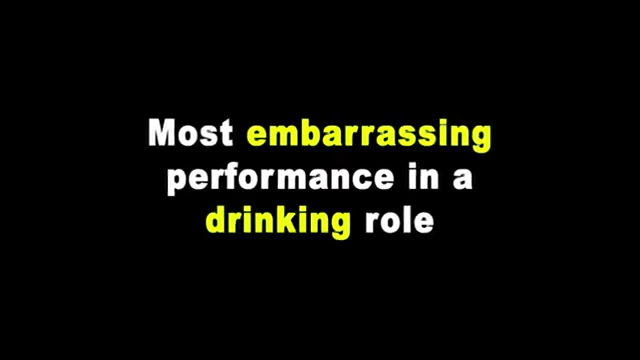 Most embarrassing
performance in a
drinking role